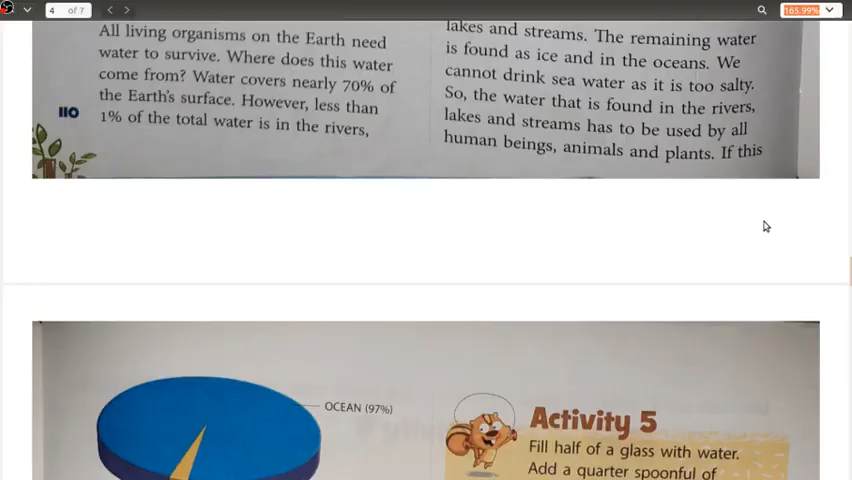 4 of 7
165.99%
All living organisms on the Earth need
water to survive. Where does this water
come from? Water covers nearly 70% of
the Earth's surface. However, less than
1% of the total water is in the rivers,
110
lakes and streams. The remaining water
is found as ice and in the oceans. We
cannot drink sea water as it is too salty.
So, the water that is found in the rivers,
lakes and streams has to be used by all
human beings, animals and plants. If this
OCEAN (97%)
Activity 5
Fill half of a glass with water.
Add a quarter spoonful of